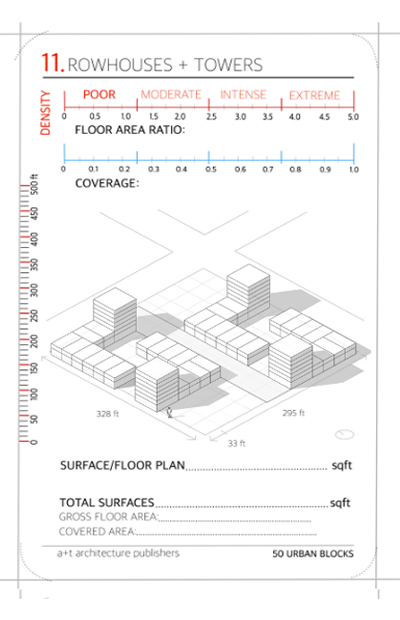 11. ROWHOUSES + TOWERS
DENSITY
POOR MODERATE INTENSE EXTREME
0 0.5 1.0 1.5 2.0 2.5 3.0 3.5 4.0 5.0
FLOOR AREA RATIO:
0 0.1 0.2 0.3 0.4 0.5 0.6 0.7 0.8 0.9 1.0
COVERAGE:
500 ft
450
400
350
300
250
200
150
100
50
0
328 ft
295 ft
33 ft
SURFACE/FLOOR PLAN sqft
TOTAL SURFACES sqft
GROSS FLOOR AREA:
COVERED AREA:
a+t architecture publishers 50 URBAN BLOCKS